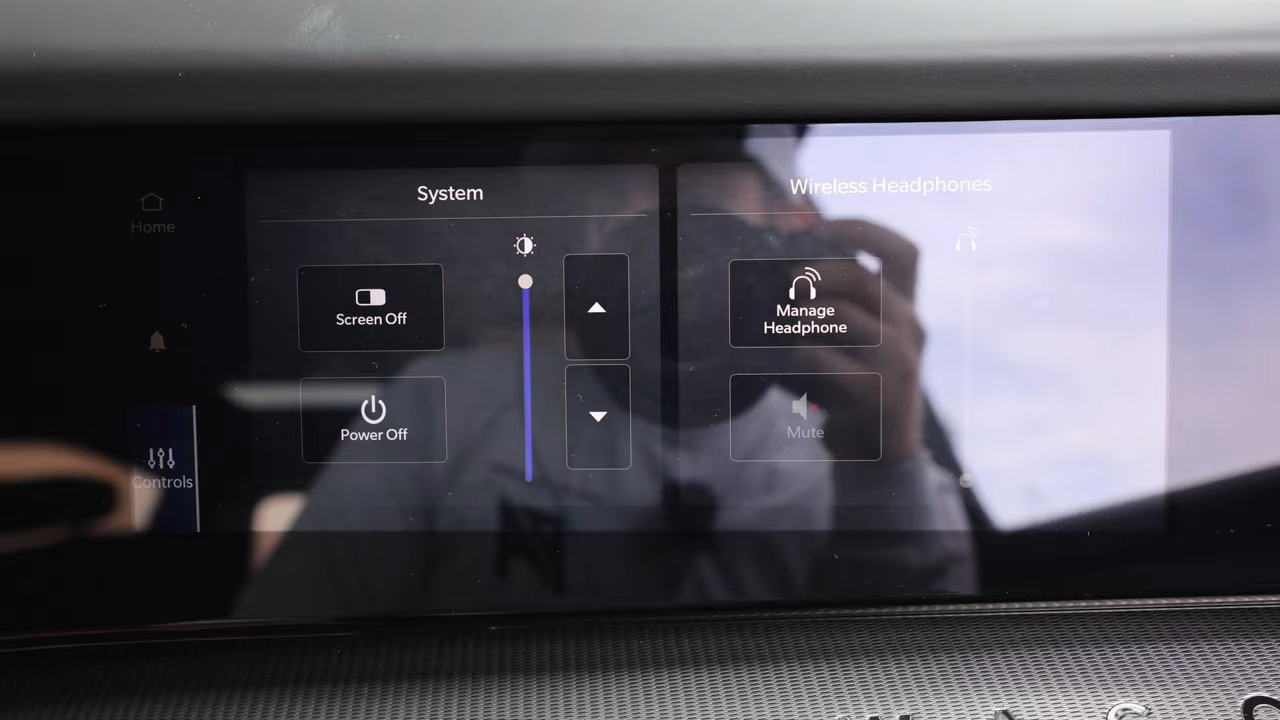 System
Wireless Headphones
Home
Screen Off
Manage
Headphone
Power Off
Mute
Controls